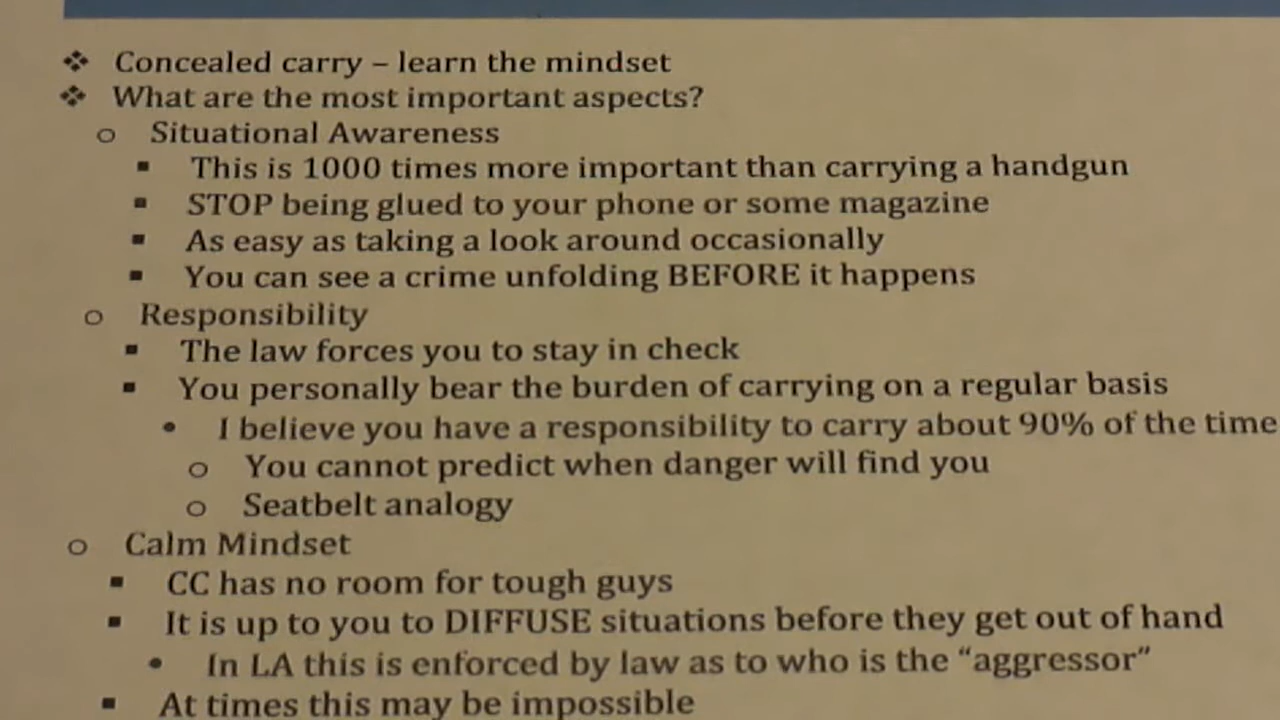 ❖ Concealed carry – learn the mindset
❖ What are the most important aspects?
o Situational Awareness
▪ This is 1000 times more important than carrying a handgun
▪ STOP being glued to your phone or some magazine
▪ As easy as taking a look around occasionally
▪ You can see a crime unfolding BEFORE it happens
o Responsibility
▪ The law forces you to stay in check
▪ You personally bear the burden of carrying on a regular basis
• I believe you have a responsibility to carry about 90% of the time
o You cannot predict when danger will find you
o Seatbelt analogy
o Calm Mindset
▪ CC has no room for tough guys
▪ It is up to you to DIFFUSE situations before they get out of hand
• In LA this is enforced by law as to who is the “aggressor”
▪ At times this may be impossible